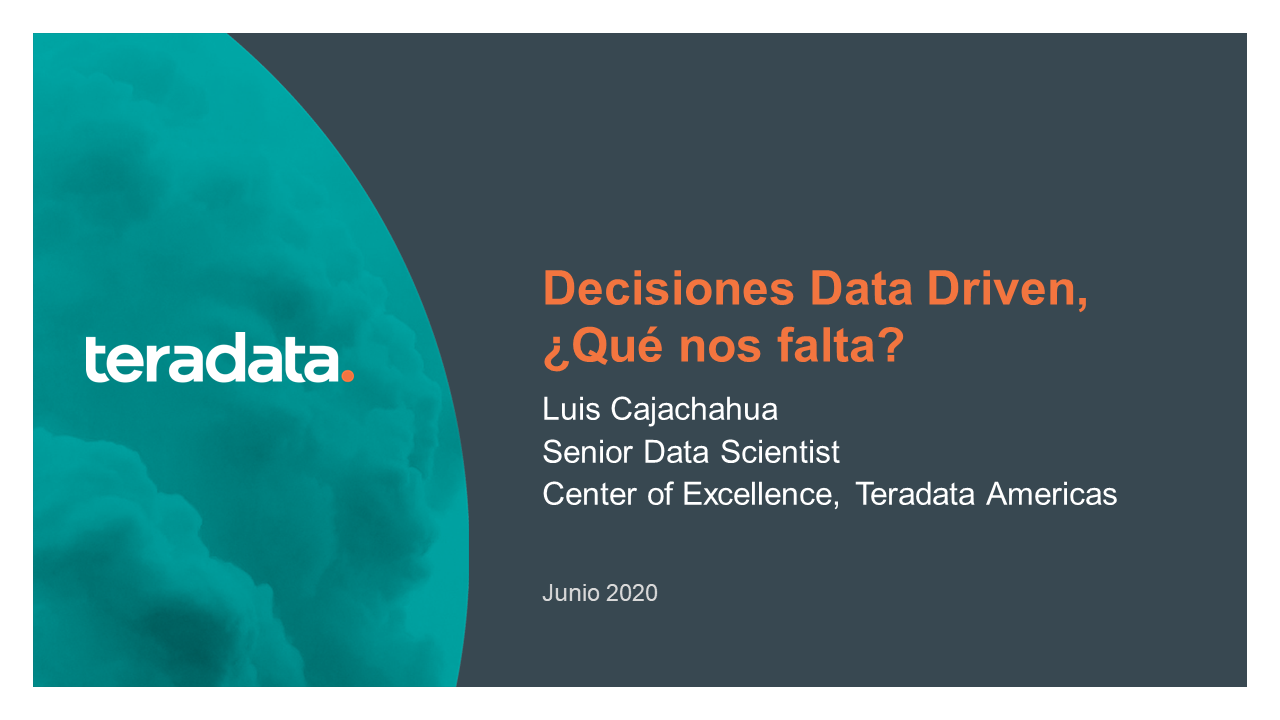 teradata.
Decisiones Data Driven,
¿Qué nos falta?
Luis Cajachahua
Senior Data Scientist
Center of Excellence, Teradata Americas
Junio 2020